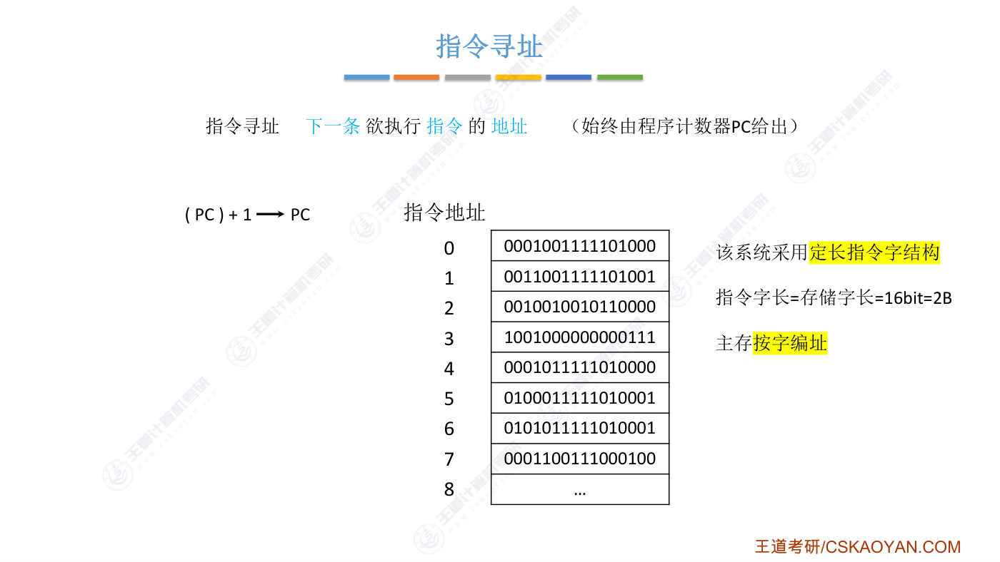 指令寻址
指令寻址 下一条 欲执行 指令 的 地址 （始终由程序计数器PC给出）
( PC ) + 1 → PC
指令地址
0 0001001111101000
1 0011001111101001
2 0010010010110000
3 1001000000000111
4 0001011111010000
5 0100011111010001
6 0101011111010001
7 0001100111000100
8 …
该系统采用定长指令字结构
指令字长=存储字长=16bit=2B
主存按字编址
王道考研/CSKAOYAN.COM